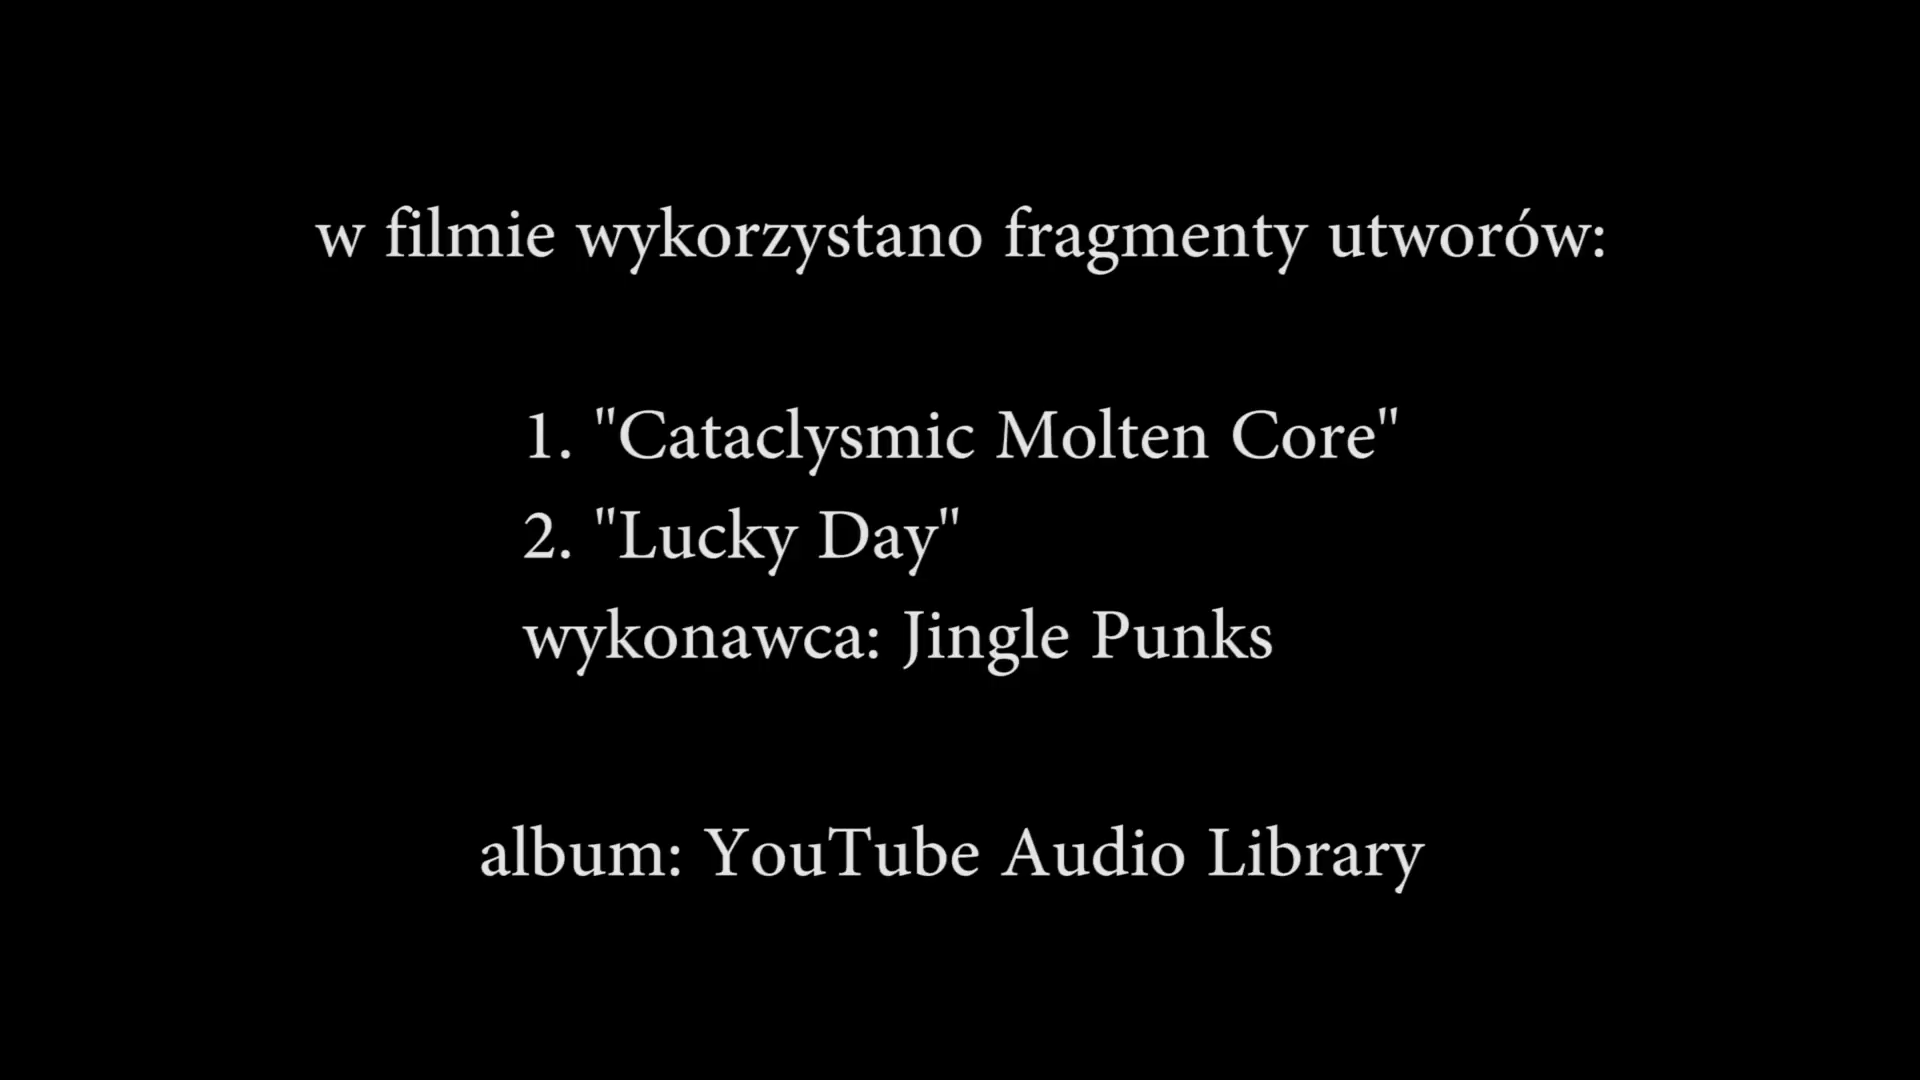 w filmie wykorzystano fragmenty utworów:
1. "Cataclysmic Molten Core"
2. "Lucky Day"
wykonawca: Jingle Punks
album: YouTube Audio Library